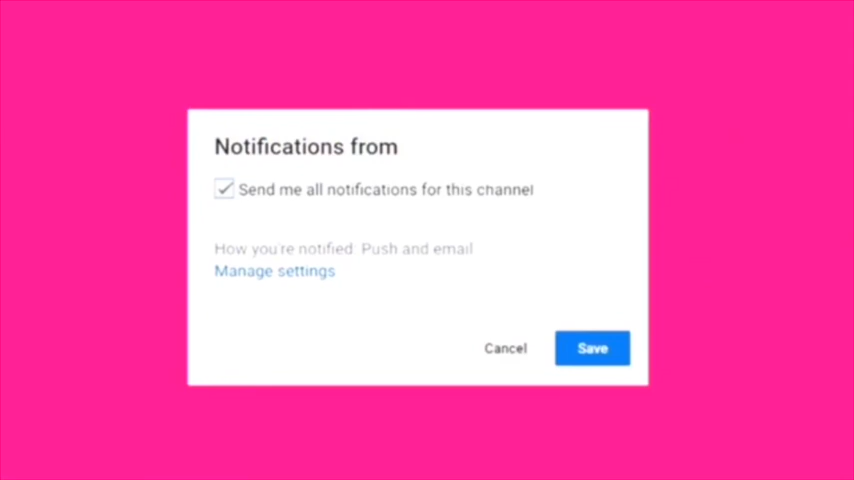 Notifications from
Send me all notifications for this channel
How you're notified: Push and email
Manage settings
Cancel
Save